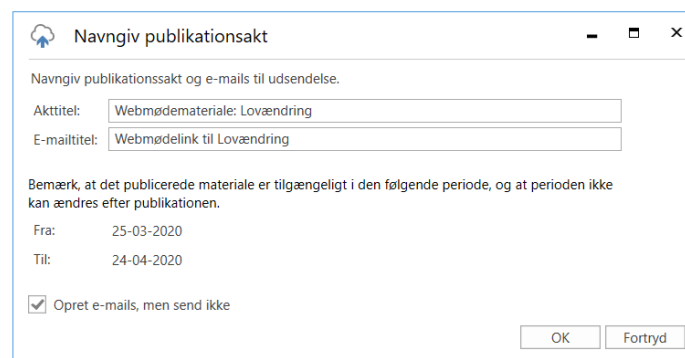 Navngiv publikationsakt
Navngiv publikationssakt og e-mails til udsendelse.
Akttitel: Webmødemateriale: Lovændring
E-mailtitel: Webmødelink til Lovændring
Bemærk, at det publicerede materiale er tilgængeligt i den følgende periode, og at perioden ikke
kan ændres efter publikationen.
Fra: 25-03-2020
Til: 24-04-2020
Opret e-mails, men send ikke
OK Fortryd